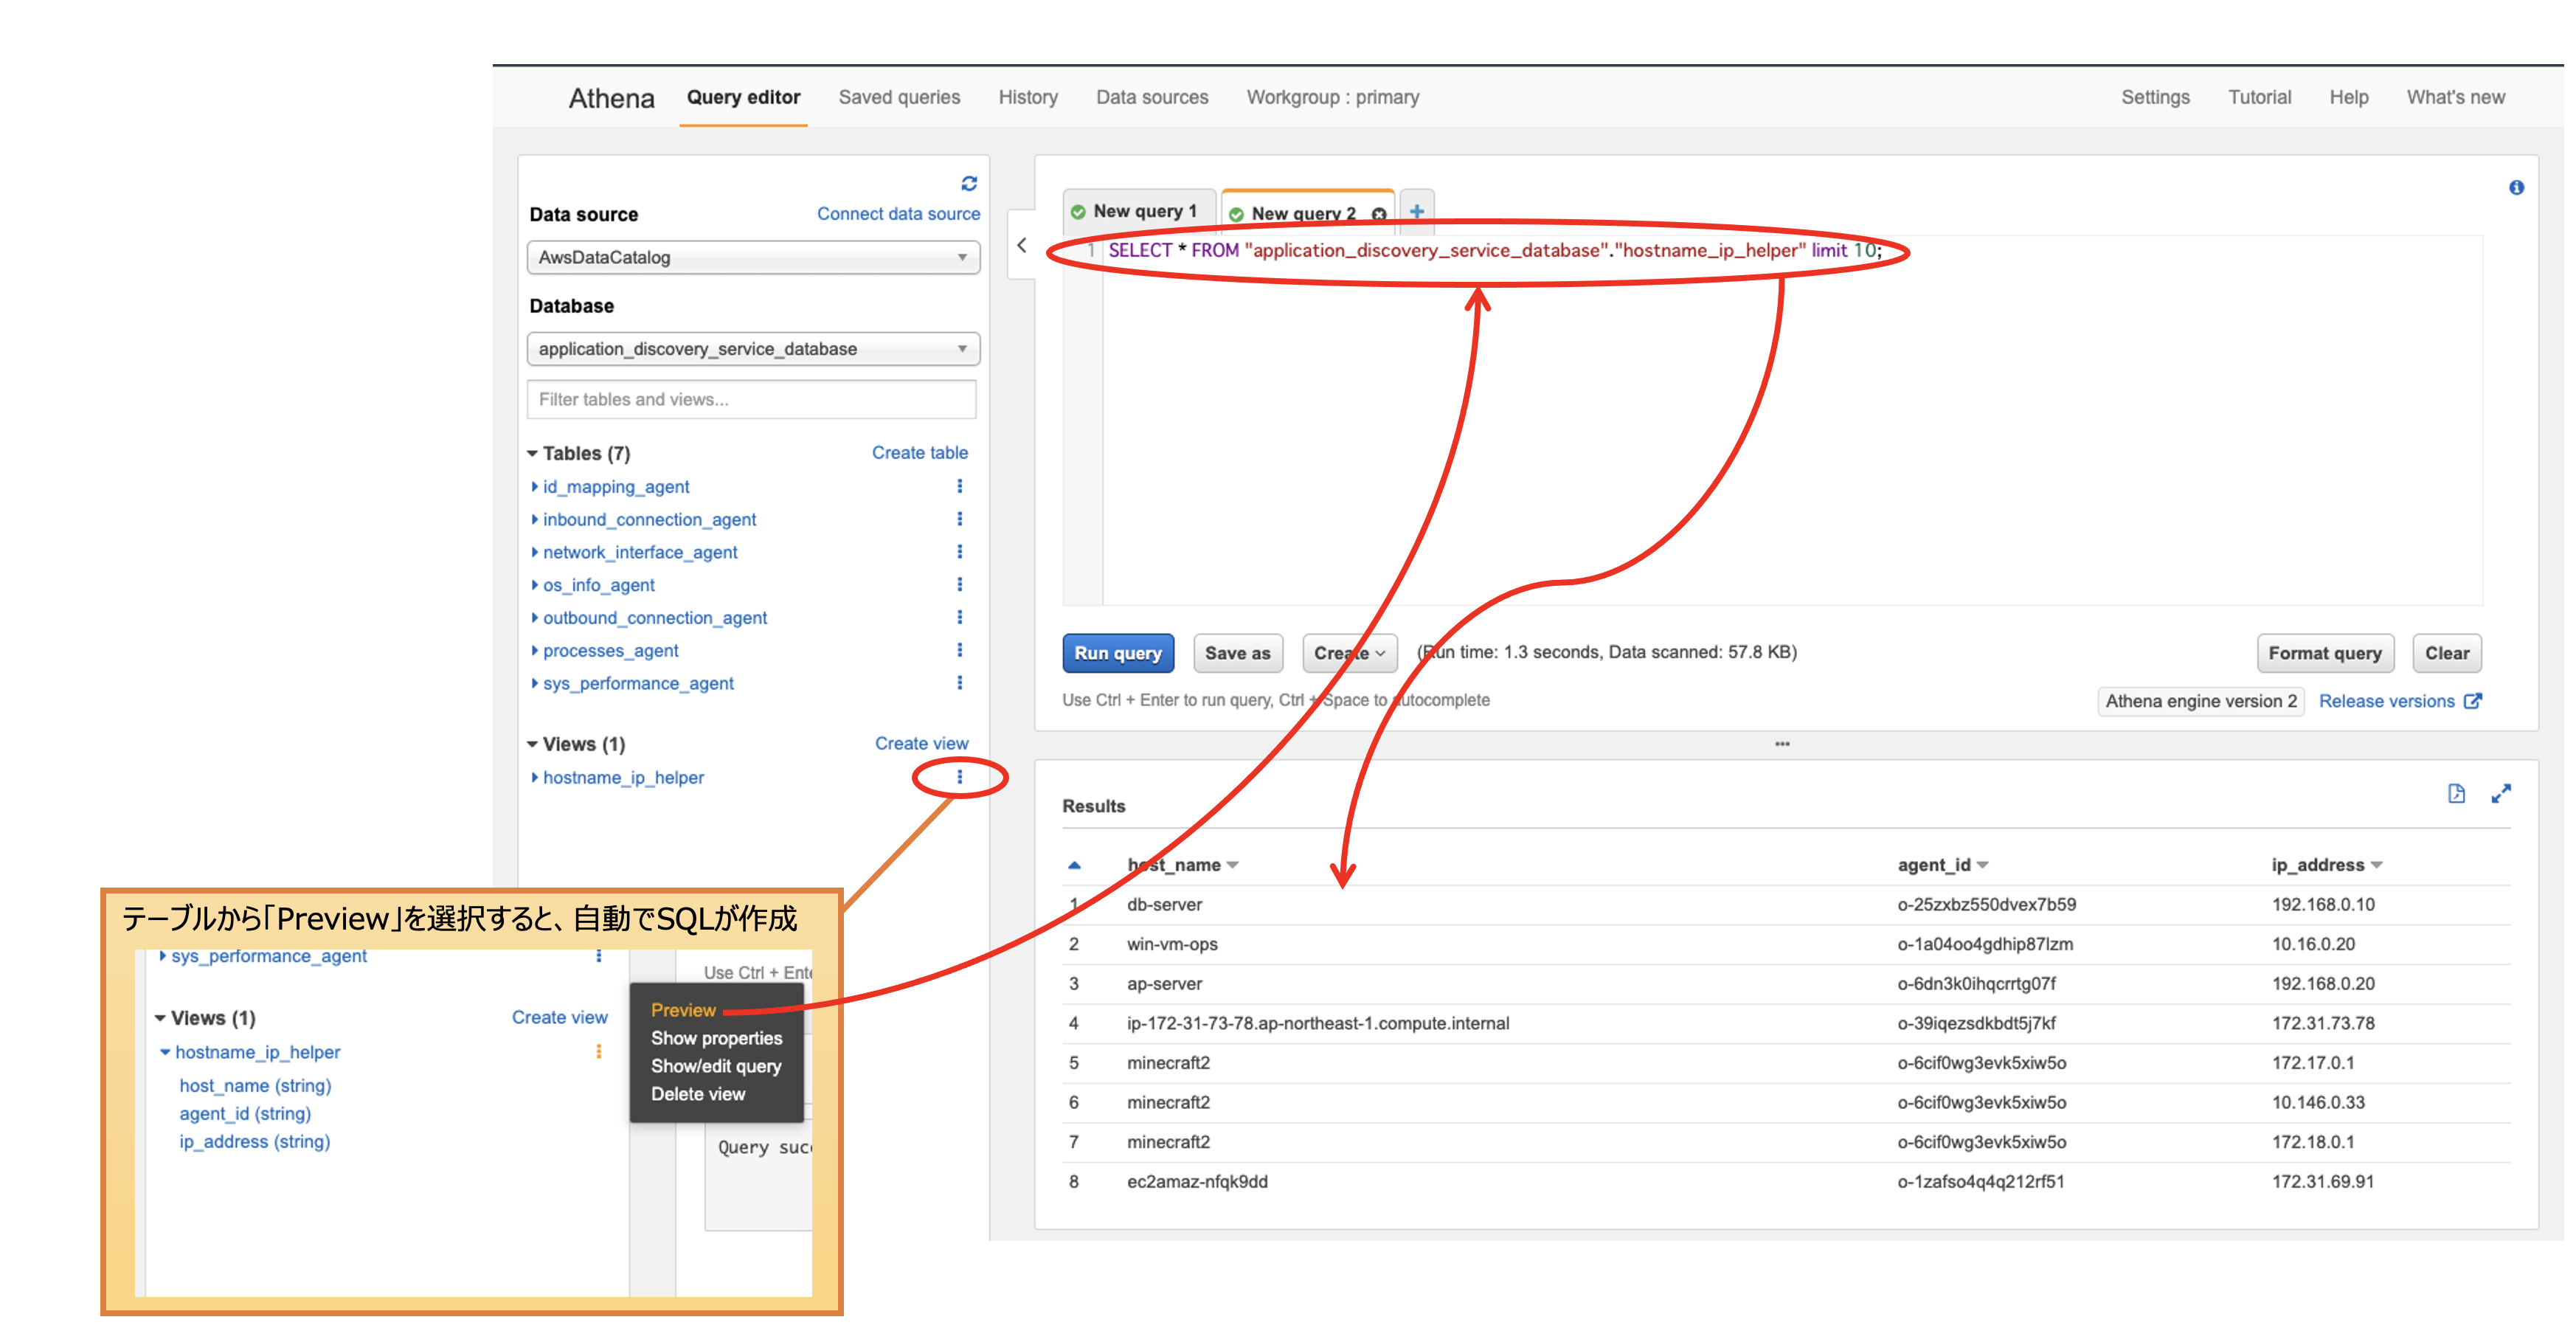 Athena Query editor Saved queries History Data sources Workgroup : primary Settings Tutorial Help What's new
Data source Connect data source
AwsDataCatalog
Database
application_discovery_service_database
Filter tables and views...
Tables (7) Create table
id_mapping_agent
inbound_connection_agent
network_interface_agent
os_info_agent
outbound_connection_agent
processes_agent
sys_performance_agent
Views (1) Create view
hostname_ip_helper
New query 1 New query 2
1 SELECT * FROM "application_discovery_service_database"."hostname_ip_helper" limit 10;
Run query Save as Create (Run time: 1.3 seconds, Data scanned: 57.8 KB) Format query Clear
Use Ctrl + Enter to run query, Ctrl + Space to autocomplete Athena engine version 2 Release versions
Results
host_name agent_id ip_address
1 db-server o-25zxbz550dvex7b59 192.168.0.10
2 win-vm-ops o-1a04oo4gdhip87lzm 10.16.0.20
3 ap-server o-6dn3k0ihqcrrtg07f 192.168.0.20
4 ip-172-31-73-78.ap-northeast-1.compute.internal o-39iqezsdkbdt5j7kf 172.31.73.78
5 minecraft2 o-6cif0wg3evk5xiw5o 172.17.0.1
6 minecraft2 o-6cif0wg3evk5xiw5o 10.146.0.33
7 minecraft2 o-6cif0wg3evk5xiw5o 172.18.0.1
8 ec2amaz-nfqk9dd o-1zafso4q4q212rf51 172.31.69.91
テーブルから「Preview」を選択すると、自動でSQLが作成
sys_performance_agent
Views (1) Create view
hostname_ip_helper
host_name (string)
agent_id (string)
ip_address (string)
Use Ctrl + Ente
Preview
Show properties
Show/edit query
Delete view
Query suc